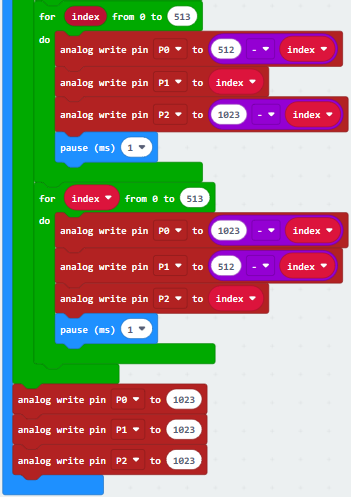 for index from 0 to 513
do
analog write pin P0 to 512 - index
analog write pin P1 to index
analog write pin P2 to 1023 - index
pause (ms) 1
for index from 0 to 513
do
analog write pin P0 to 1023 - index
analog write pin P1 to 512 - index
analog write pin P2 to index
pause (ms) 1
analog write pin P0 to 1023
analog write pin P1 to 1023
analog write pin P2 to 1023